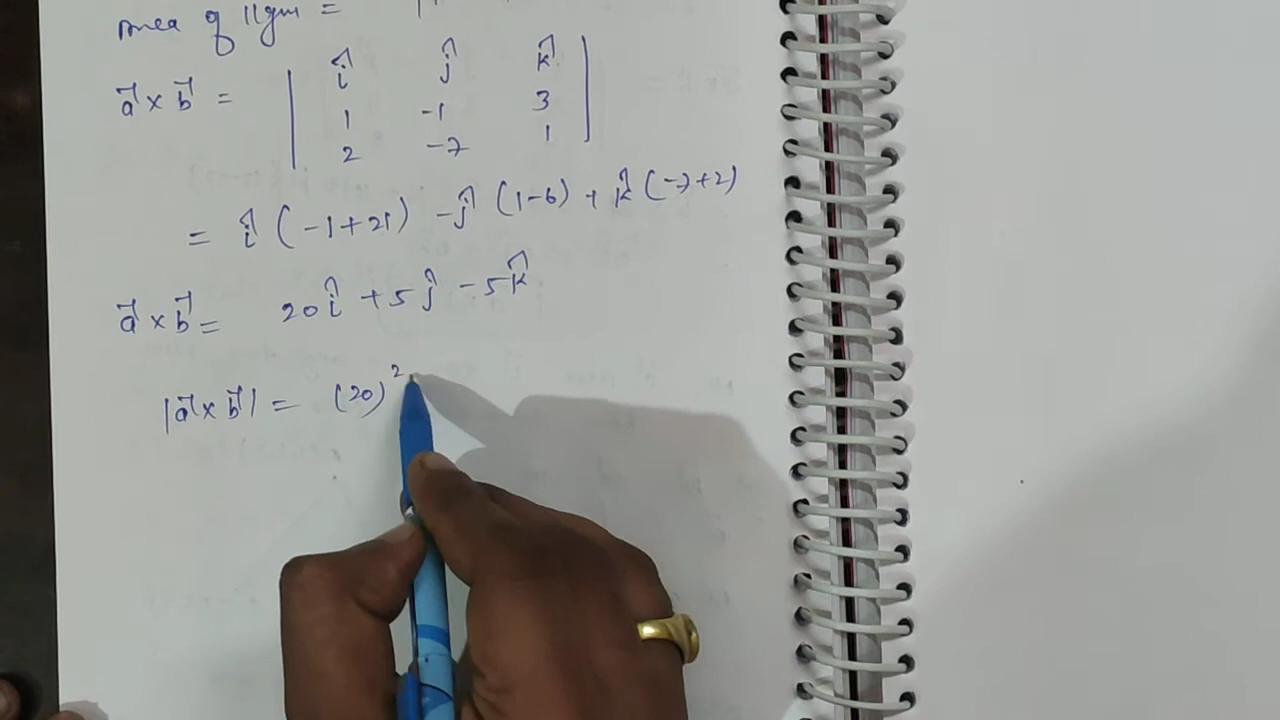 Area of ||gm =
a⃗ × b⃗ = | î ĵ k̂ |
1 -1 3
2 -7 1
= î (-1+21) -ĵ (1-6) + k̂ (-7+2)
a⃗ × b⃗ = 20î + 5ĵ - 5k̂
|a⃗ × b⃗| = (20)²